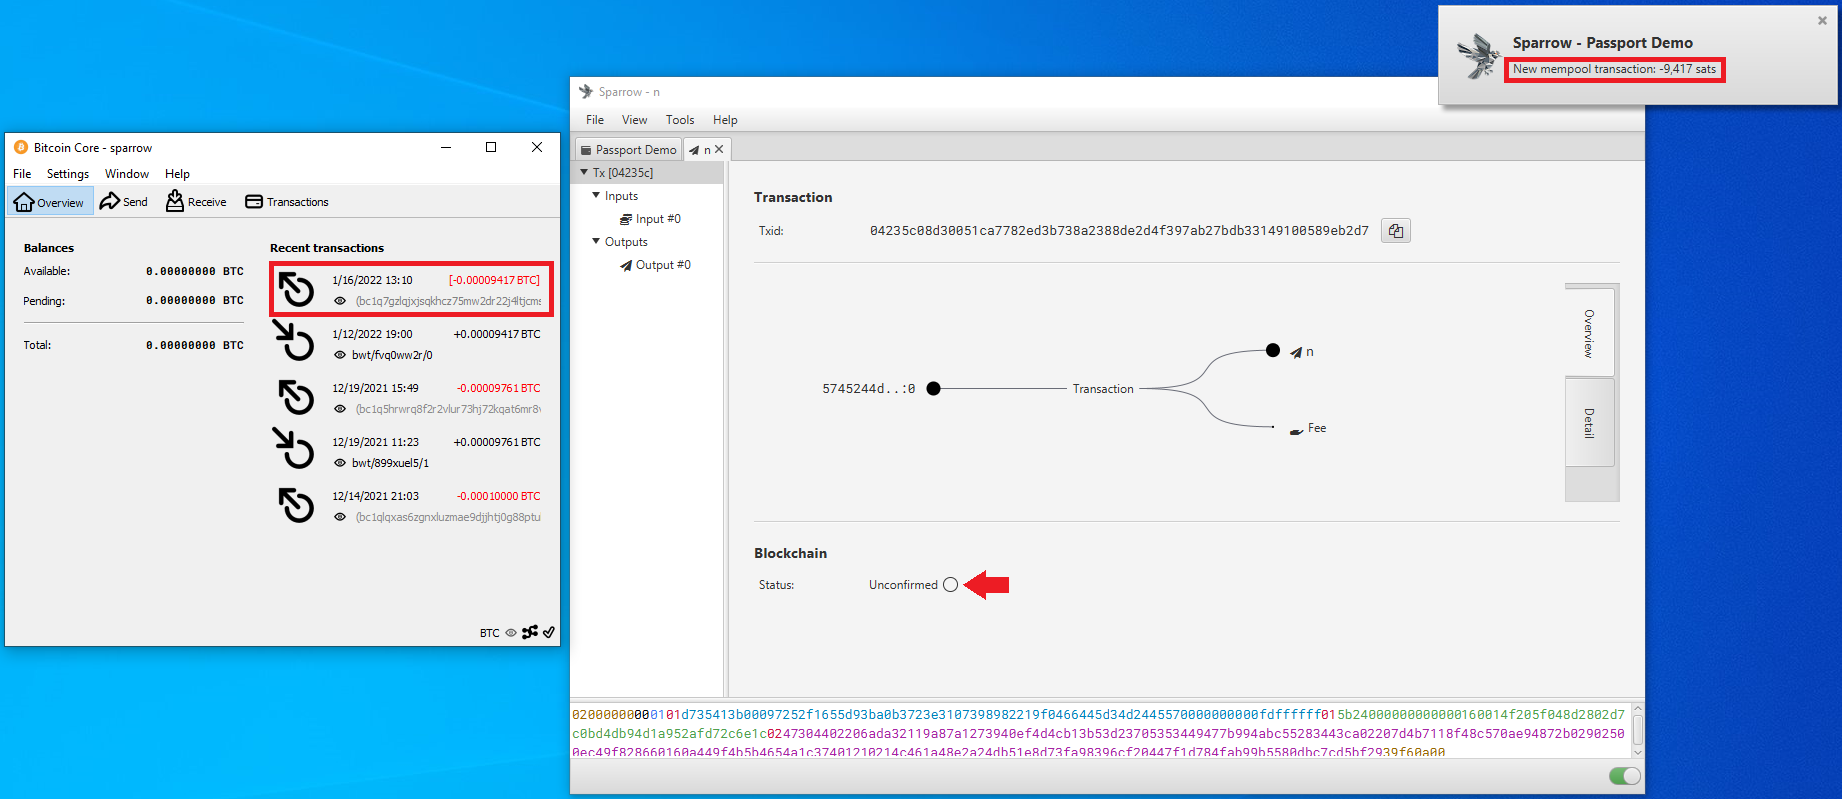 Sparrow - Passport Demo
New mempool transaction: -9,417 sats
Bitcoin Core - sparrow
File Settings Window Help
Overview Send Receive Transactions
Balances
Available: 0.00000000 BTC
Pending: 0.00000000 BTC
Total: 0.00000000 BTC
Recent transactions
1/16/2022 13:10 [-0.00009417 BTC]
(bc1q7gzlqjxjsqkhcz75mw2dr22j4ltjcms
1/12/2022 19:00 +0.00009417 BTC
bwt/fvq0ww2r/0
12/19/2021 15:49 -0.00009761 BTC
(bc1q5hrwrq8f2r2vlur73hj72kqat6mr8v
12/19/2021 11:23 +0.00009761 BTC
bwt/899xuel5/1
12/14/2021 21:03 -0.00010000 BTC
(bc1qlqxas6zgnxluzmae9djjhtj0g88ptul
BTC
Sparrow - n
File View Tools Help
Passport Demo n
Tx [04235c]
Inputs
Input #0
Outputs
Output #0
Transaction
Txid: 04235c08d30051ca7782ed3b738a2388de2d4f397ab27bdb33149100589eb2d7
5745244d..:0
Transaction
n
Fee
Overview
Detail
Blockchain
Status: Unconfirmed